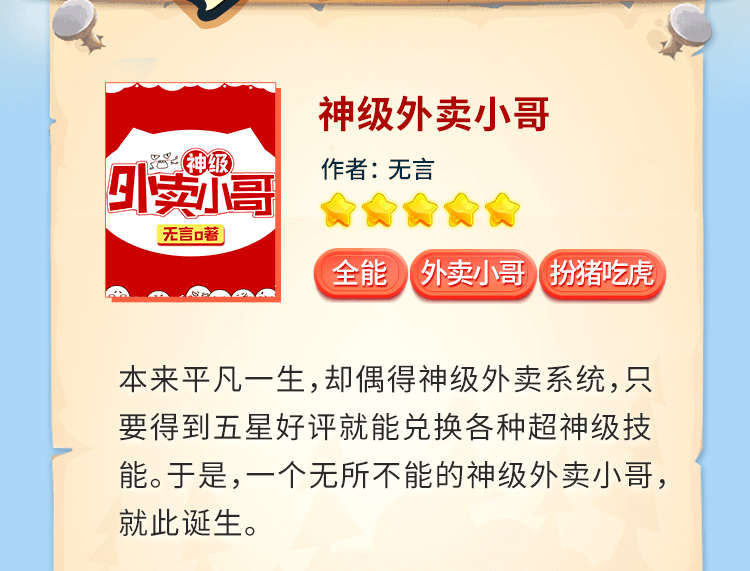 神级外卖小哥
作者：无言
全能 外卖小哥 扮猪吃虎
神级
外卖小哥
无言口著
本来平凡一生，却偶得神级外卖系统，只
要得到五星好评就能兑换各种超神级技
能。于是，一个无所不能的神级外卖小哥，
就此诞生。